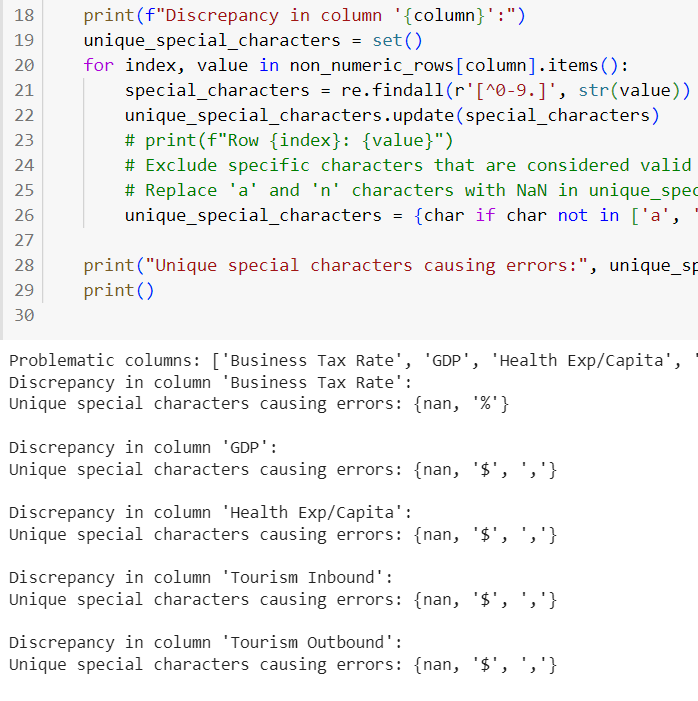 18 print(f"Discrepancy in column '{column}':")
19 unique_special_characters = set()
20 for index, value in non_numeric_rows[column].items():
21 special_characters = re.findall(r'[^0-9.]', str(value))
22 unique_special_characters.update(special_characters)
23 # print(f"Row {index}: {value}")
24 # Exclude specific characters that are considered valid
25 # Replace 'a' and 'n' characters with NaN in unique_spec
26 unique_special_characters = {char if char not in ['a', '
27
28 print("Unique special characters causing errors:", unique_sp
29 print()
30
Problematic columns: ['Business Tax Rate', 'GDP', 'Health Exp/Capita', '
Discrepancy in column 'Business Tax Rate':
Unique special characters causing errors: {nan, '%'}
Discrepancy in column 'GDP':
Unique special characters causing errors: {nan, '$', ','}
Discrepancy in column 'Health Exp/Capita':
Unique special characters causing errors: {nan, '$', ','}
Discrepancy in column 'Tourism Inbound':
Unique special characters causing errors: {nan, '$', ','}
Discrepancy in column 'Tourism Outbound':
Unique special characters causing errors: {nan, '$', ','}